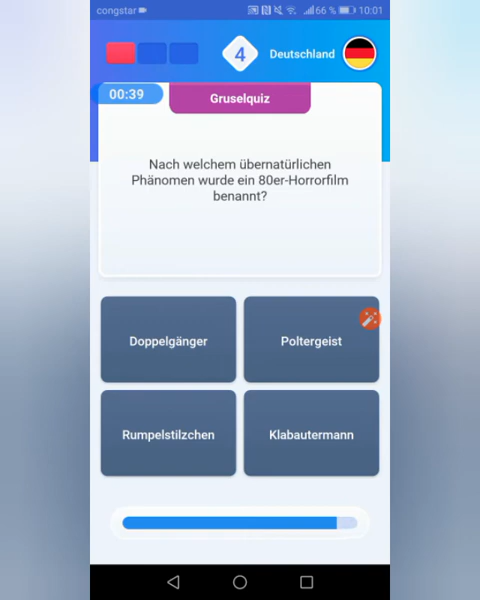 congstar 66 % 10:01
4 Deutschland
00:39
Gruselquiz
Nach welchem übernatürlichen
Phänomen wurde ein 80er-Horrorfilm
benannt?
Doppelgänger
Poltergeist
Rumpelstilzchen
Klabautermann